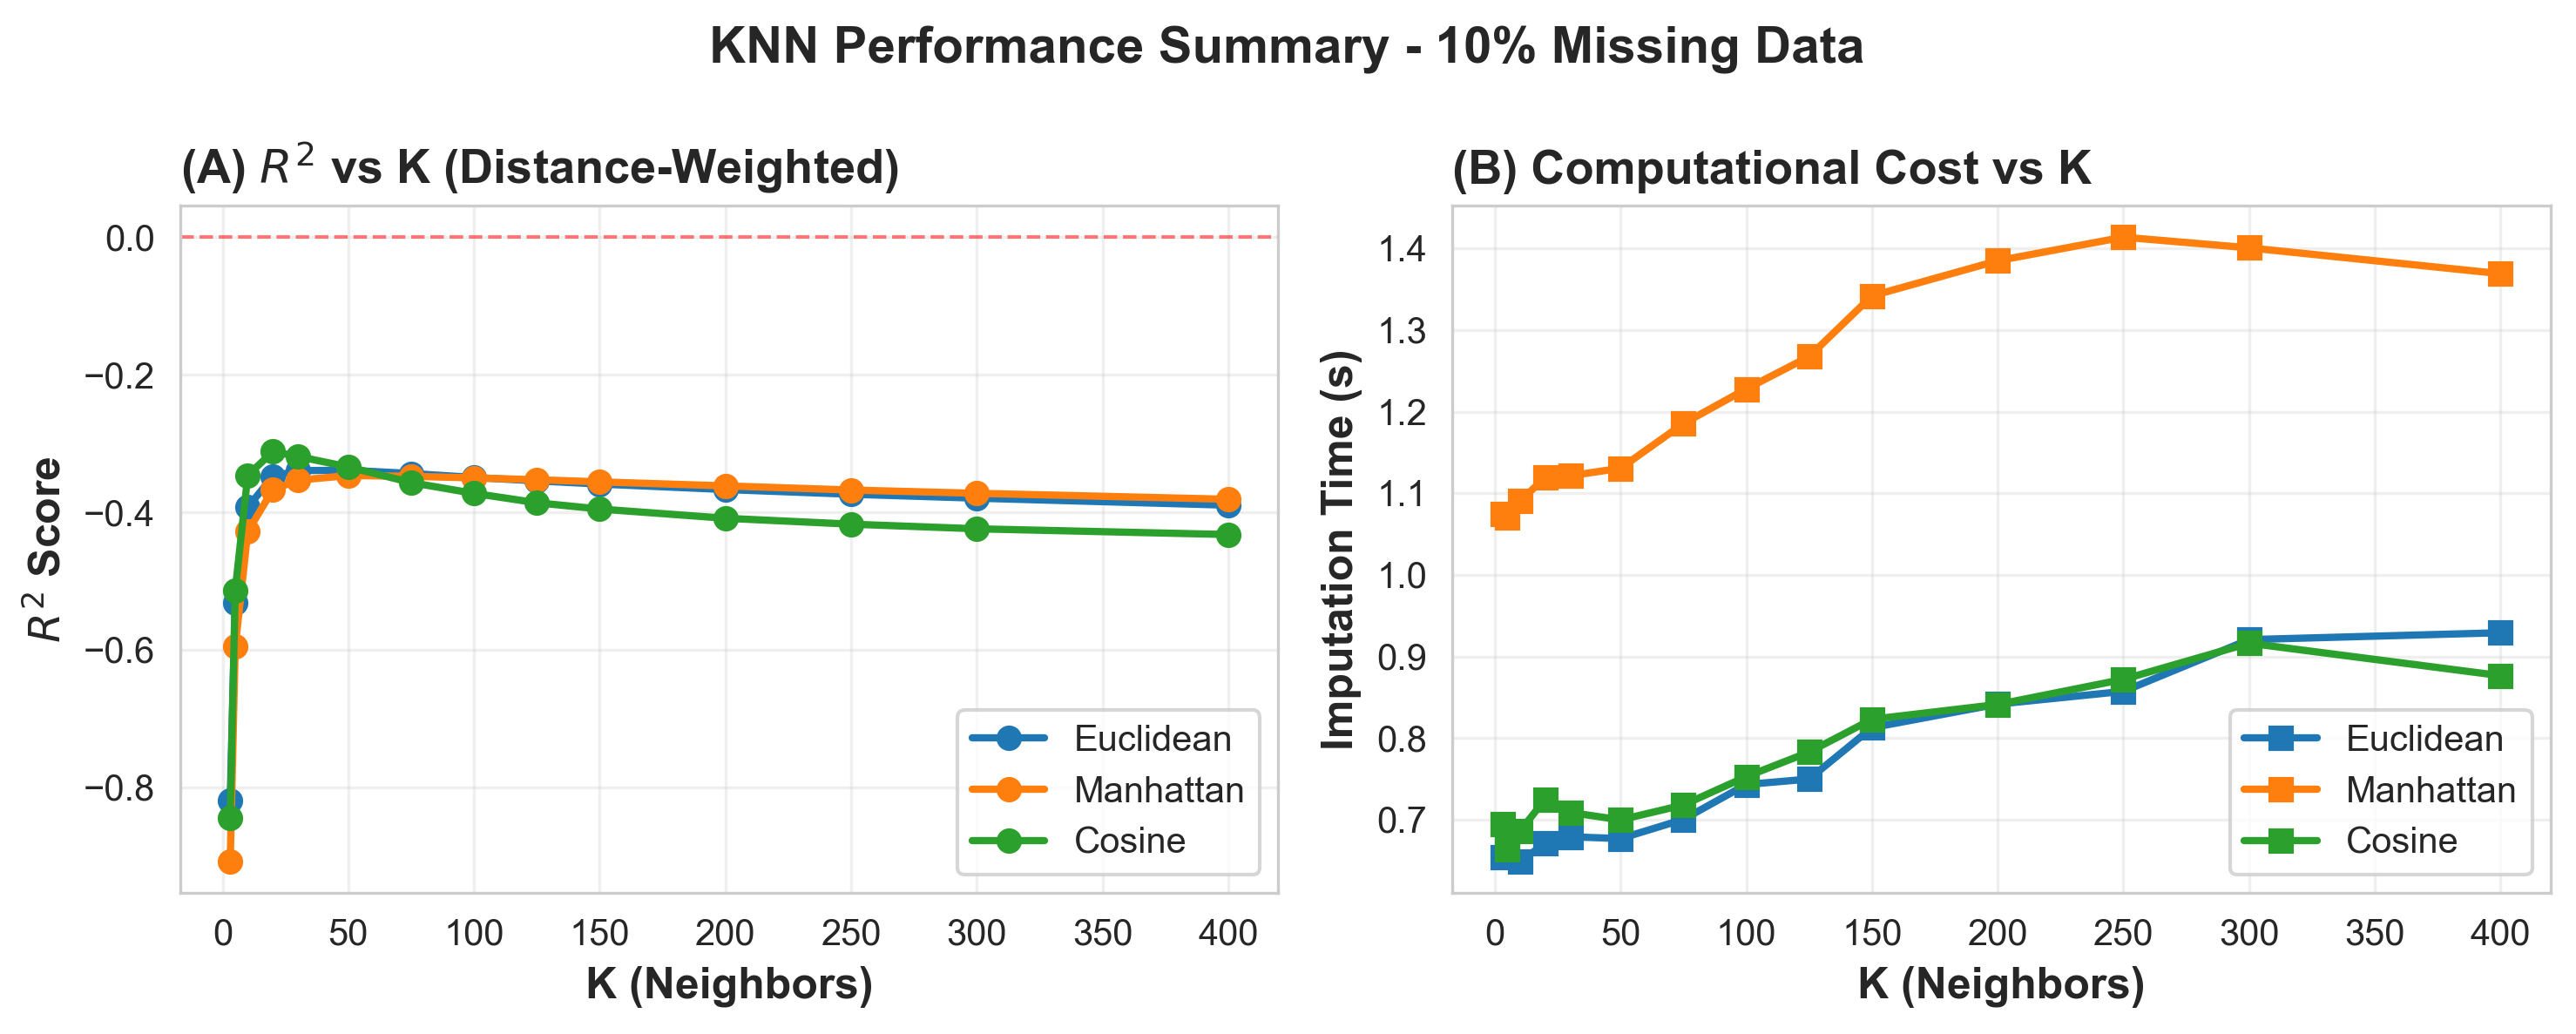 KNN Performance Summary - 10% Missing Data
(A) R² vs K (Distance-Weighted)
0.0
−0.2
−0.4
−0.6
−0.8
R² Score
0 50 100 150 200 250 300 350 400
K (Neighbors)
Euclidean
Manhattan
Cosine
(B) Computational Cost vs K
1.4
1.3
1.2
1.1
1.0
0.9
0.8
0.7
Imputation Time (s)
0 50 100 150 200 250 300 350 400
K (Neighbors)
Euclidean
Manhattan
Cosine